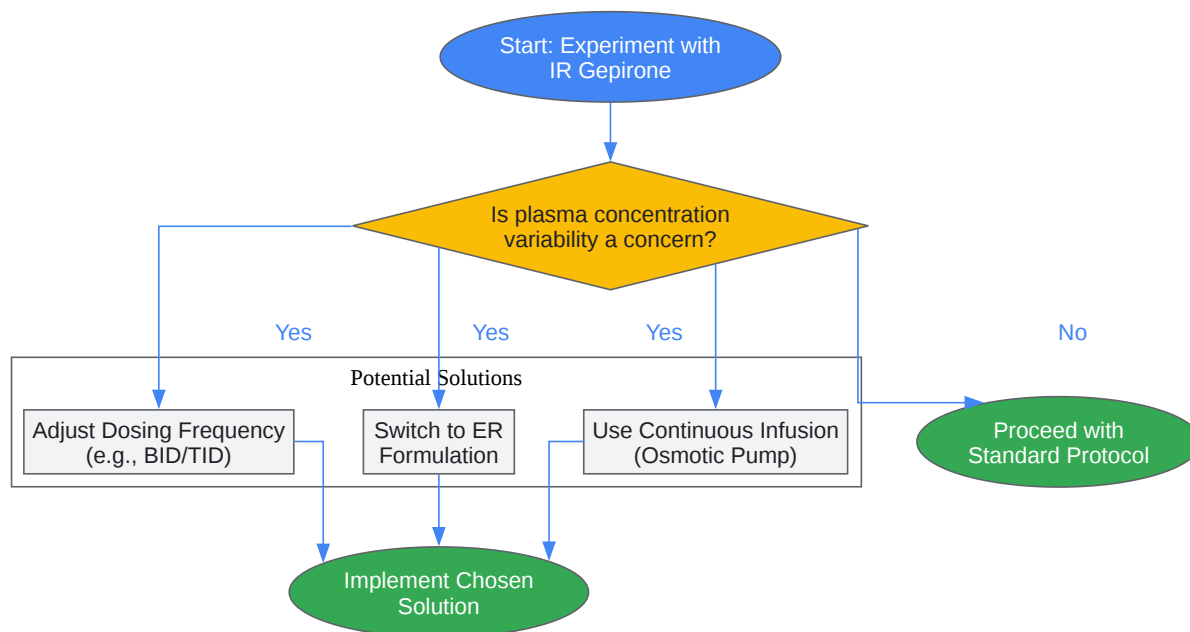 Start: Experiment with
IR Gepirone
Is plasma concentration
variability a concern?
Yes
Yes
Yes
No
Potential Solutions
Adjust Dosing Frequency
(e.g., BID/TID)
Switch to ER
Formulation
Use Continuous Infusion
(Osmotic Pump)
Proceed with
Standard Protocol
Implement Chosen
Solution